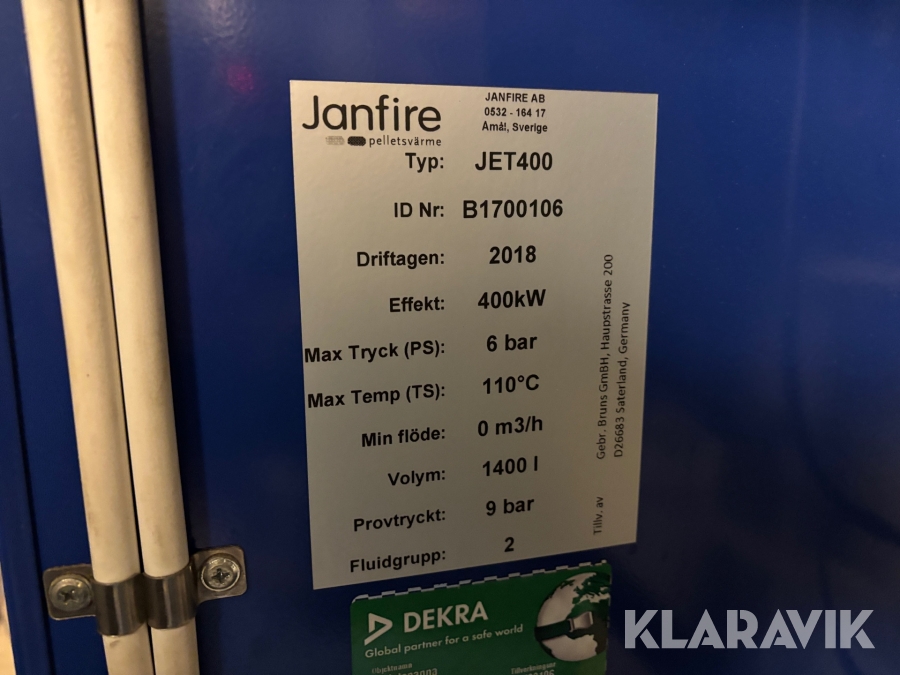 Janfire
pelletsvärme
JANFIRE AB
0532 - 164 17
Åmål, Sverige
Typ: JET400
ID Nr: B1700106
Driftagen: 2018
Effekt: 400kW
Max Tryck (PS): 6 bar
Max Temp (TS): 110°C
Min flöde: 0 m3/h
Volym: 1400 l
Provtryckt: 9 bar
Fluidgrupp: 2
Tillv. av Gebr. Bruns GmBH, Haupstrasse 200
D26683 Saterland, Germany
DEKRA
Global partner for a safe world
Objektnamn
Tillverkningsnr
KLARAVIK